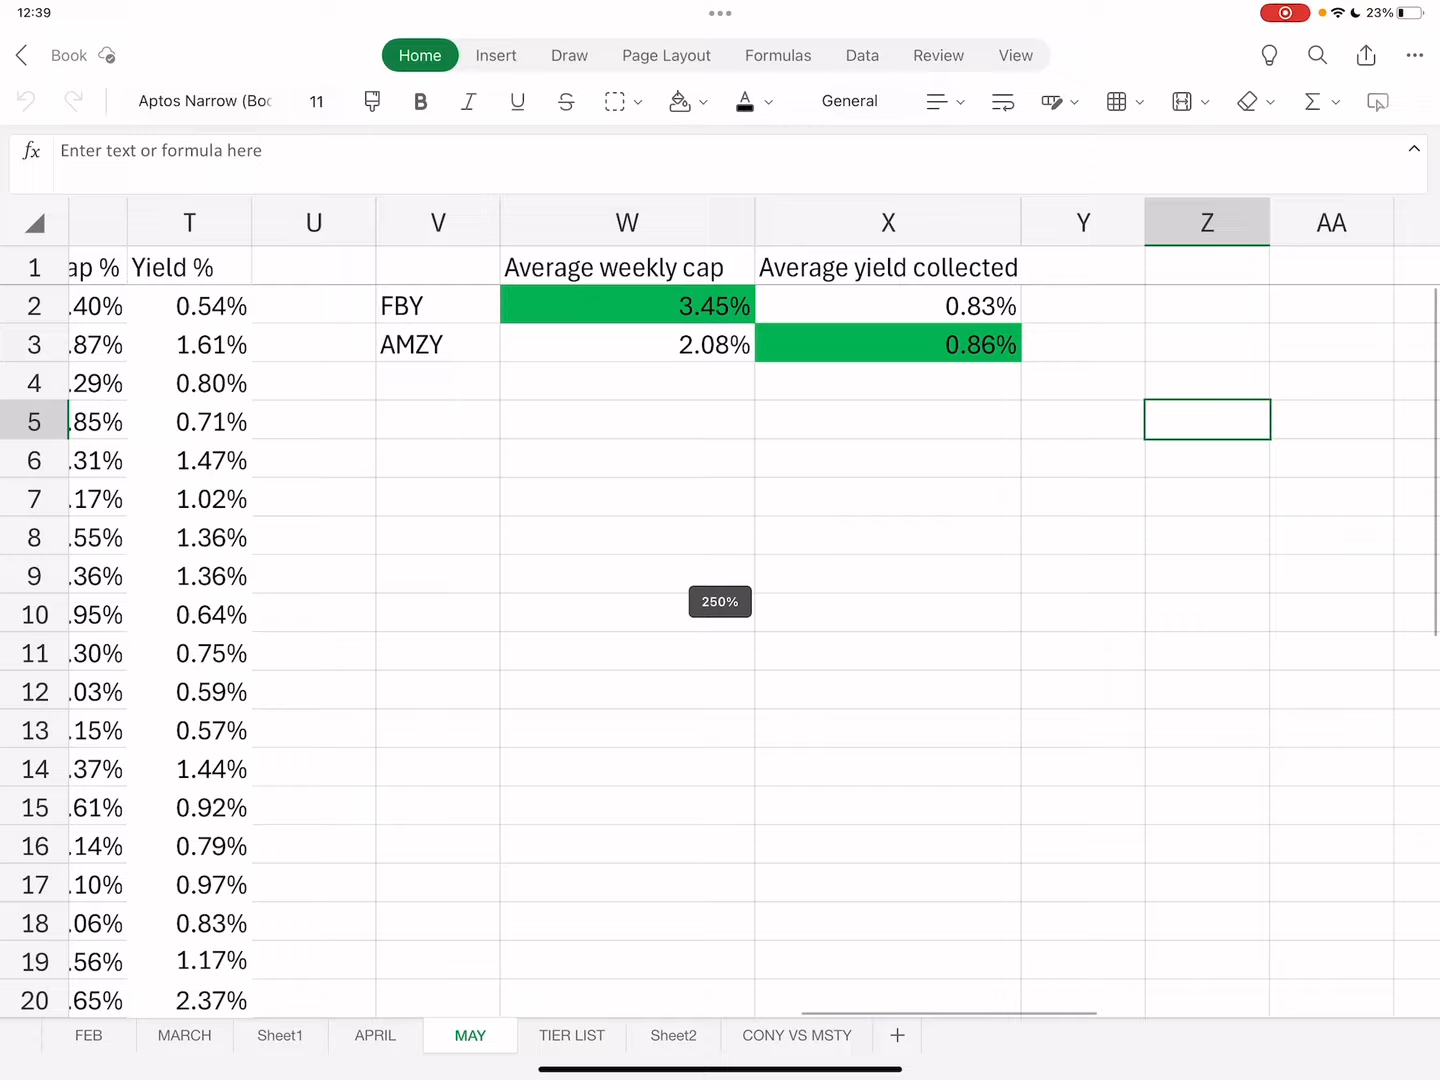 12:39
23%
Book
Home Insert Draw Page Layout Formulas Data Review View
Aptos Narrow (Boc 11 B I U S A General
fx Enter text or formula here
T U V W X Y Z AA
1 ap % Yield % Average weekly cap Average yield collected
2 .40% 0.54% FBY 3.45% 0.83%
3 .87% 1.61% AMZY 2.08% 0.86%
4 .29% 0.80%
5 .85% 0.71%
6 .31% 1.47%
7 .17% 1.02%
8 .55% 1.36%
9 .36% 1.36%
10 .95% 0.64%
250%
11 .30% 0.75%
12 .03% 0.59%
13 .15% 0.57%
14 .37% 1.44%
15 .61% 0.92%
16 .14% 0.79%
17 .10% 0.97%
18 .06% 0.83%
19 .56% 1.17%
20 .65% 2.37%
FEB MARCH Sheet1 APRIL MAY TIER LIST Sheet2 CONY VS MSTY +